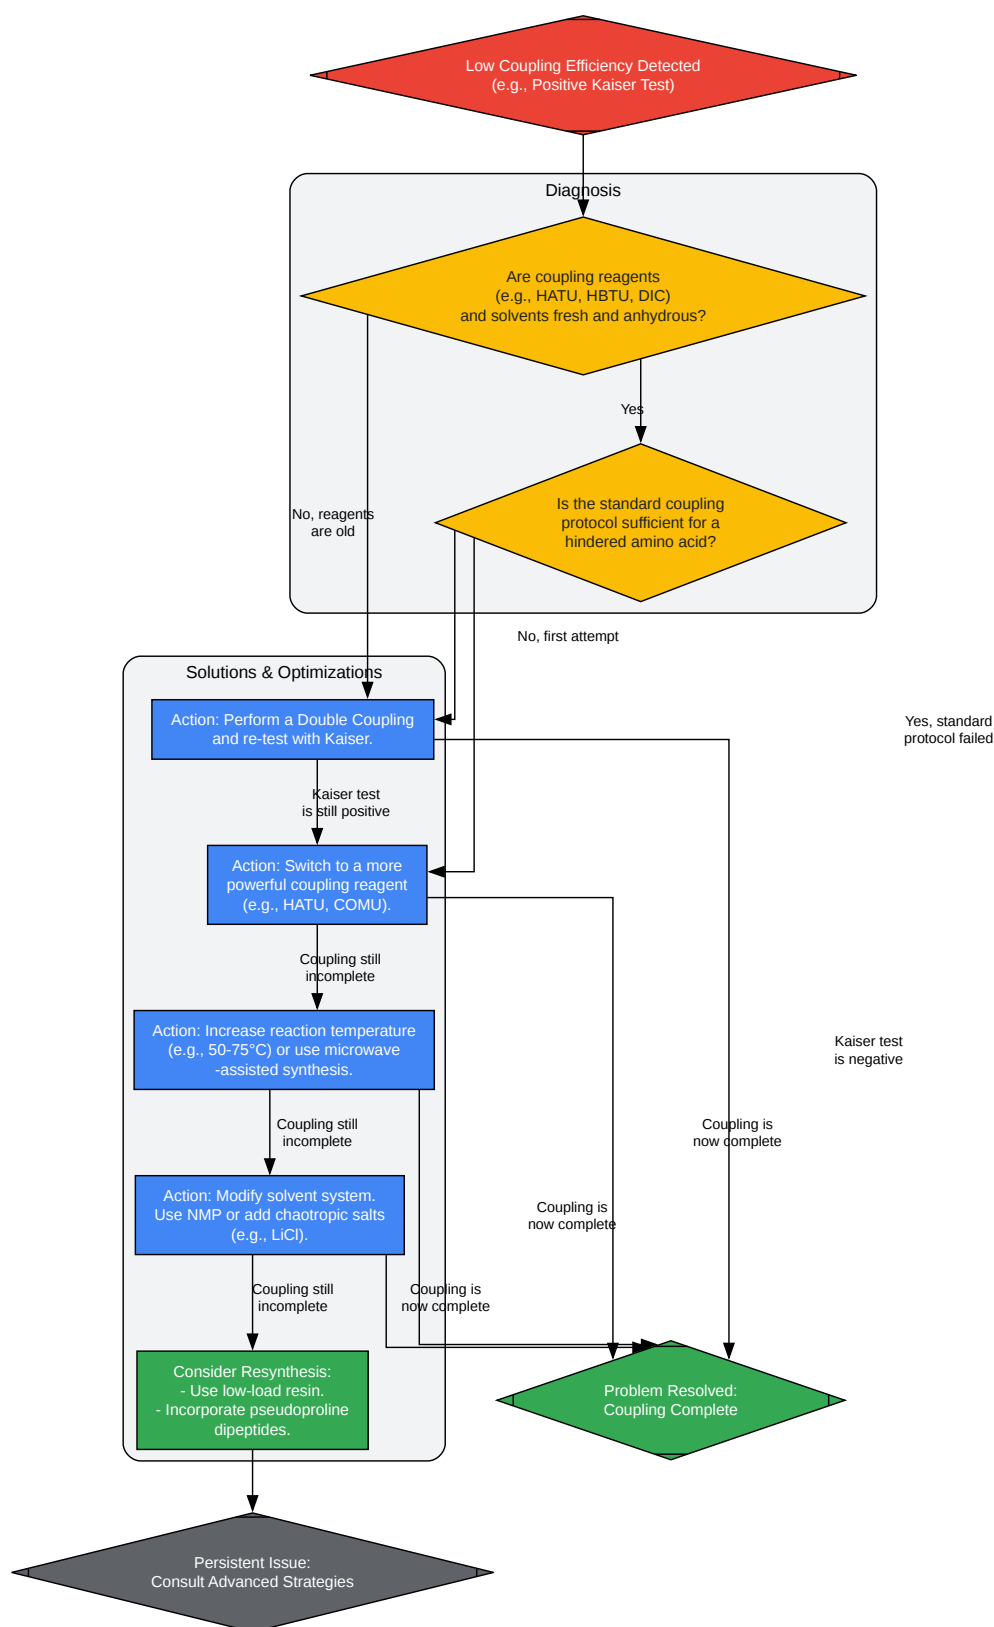 Low Coupling Efficiency Detected
(e.g., Positive Kaiser Test)
Diagnosis
Are coupling reagents
(e.g., HATU, HBTU, DIC)
and solvents fresh and anhydrous?
Yes
Is the standard coupling
protocol sufficient for a
hindered amino acid?
No, reagents
are old
No, first attempt
Solutions & Optimizations
Action: Perform a Double Coupling
and re-test with Kaiser.
Yes, standard
protocol failed
Kaiser test
is still positive
Action: Switch to a more
powerful coupling reagent
(e.g., HATU, COMU).
Coupling still
incomplete
Action: Increase reaction temperature
(e.g., 50-75°C) or use microwave
-assisted synthesis.
Kaiser test
is negative
Coupling still
incomplete
Coupling is
now complete
Action: Modify solvent system.
Use NMP or add chaotropic salts
(e.g., LiCl).
Coupling is
now complete
Coupling still
incomplete
Coupling is
now complete
Consider Resynthesis:
- Use low-load resin.
- Incorporate pseudoproline
dipeptides.
Problem Resolved:
Coupling Complete
Persistent Issue:
Consult Advanced Strategies